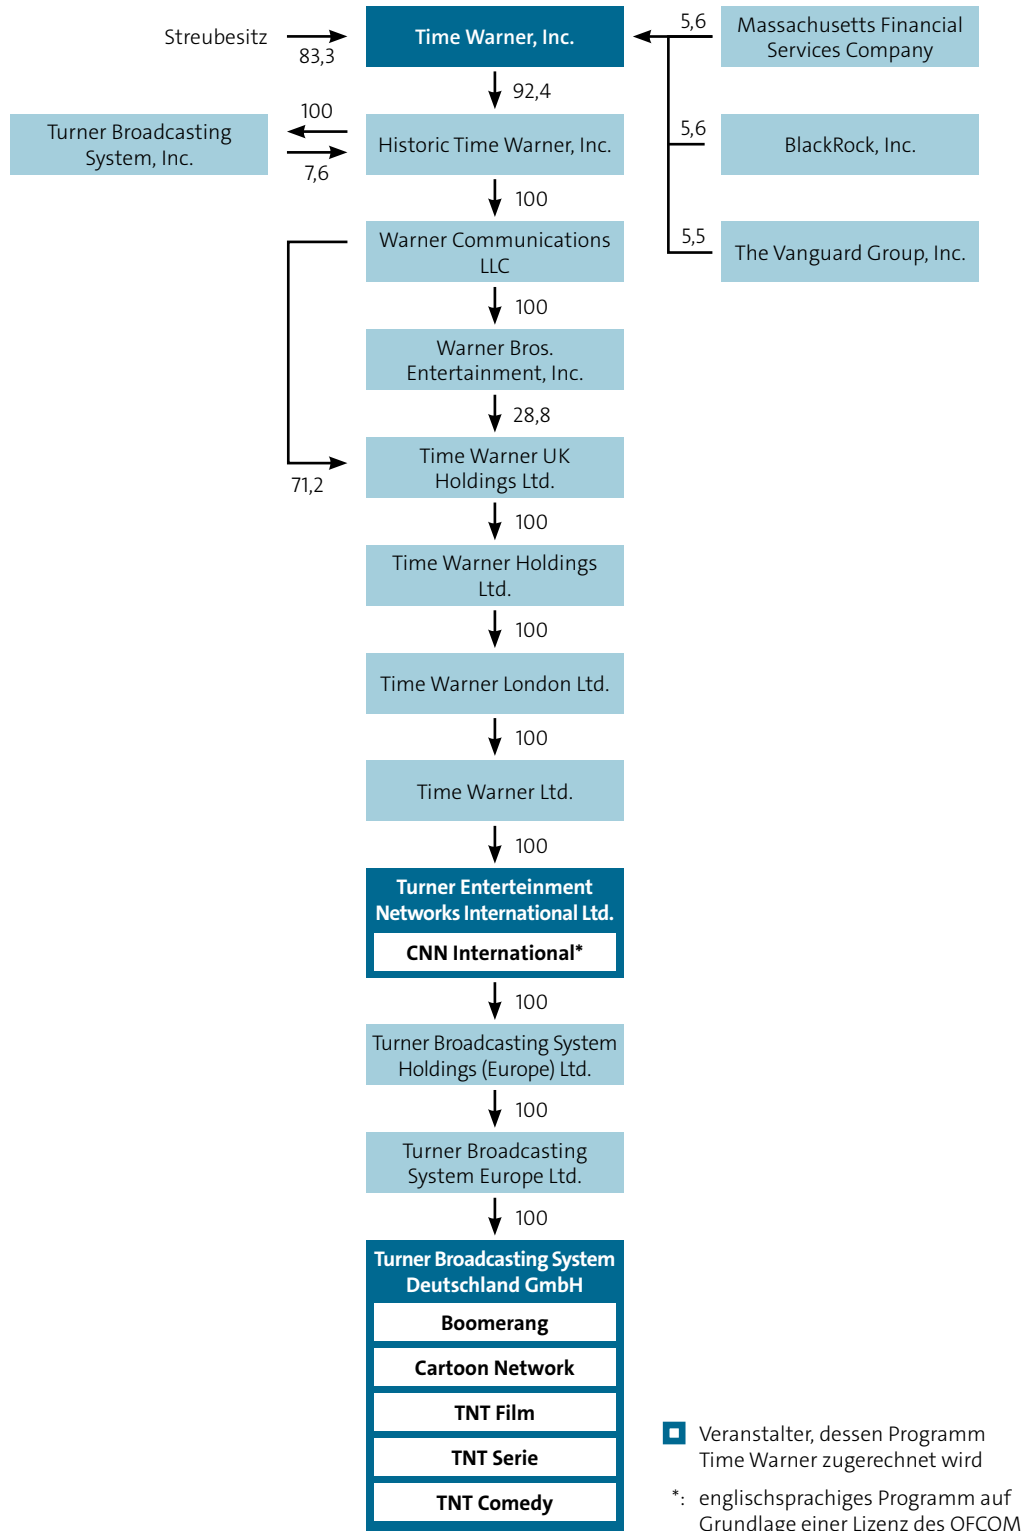 Streubesitz
83,3
Time Warner, Inc.
5,6
Massachusetts Financial
Services Company
92,4
Turner Broadcasting
System, Inc.
100
7,6
Historic Time Warner, Inc.
5,6
BlackRock, Inc.
100
Warner Communications
LLC
5,5
The Vanguard Group, Inc.
100
Warner Bros.
Entertainment, Inc.
28,8
71,2
Time Warner UK
Holdings Ltd.
100
Time Warner Holdings
Ltd.
100
Time Warner London Ltd.
100
Time Warner Ltd.
100
Turner Enterteinment
Networks International Ltd.
CNN International*
100
Turner Broadcasting System
Holdings (Europe) Ltd.
100
Turner Broadcasting
System Europe Ltd.
100
Turner Broadcasting System
Deutschland GmbH
Boomerang
Cartoon Network
TNT Film
TNT Serie
TNT Comedy
Veranstalter, dessen Programm
Time Warner zugerechnet wird
*: englischsprachiges Programm auf
Grundlage einer Lizenz des OFCOM